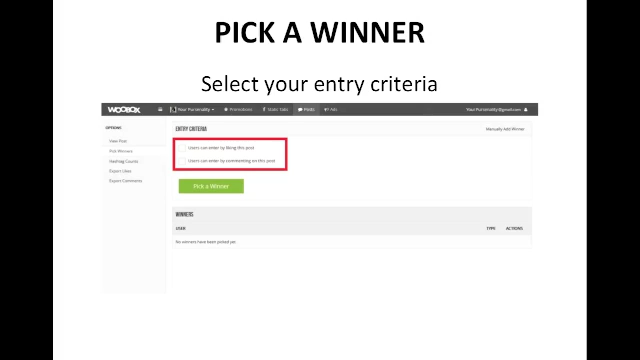 PICK A WINNER
Select your entry criteria
WOOBOX Your Purrsonality Promotions Static Tabs Posts Ads YourPurrsonality@gmail.com
OPTIONS
View Post
Pick Winners
Hashtag Counts
Export Likes
Export Comments
ENTRY CRITERIA
Manually Add Winner
Users can enter by liking this post
Users can enter by commenting on this post
Pick a Winner
WINNERS
USER TYPE ACTIONS
No winners have been picked yet.